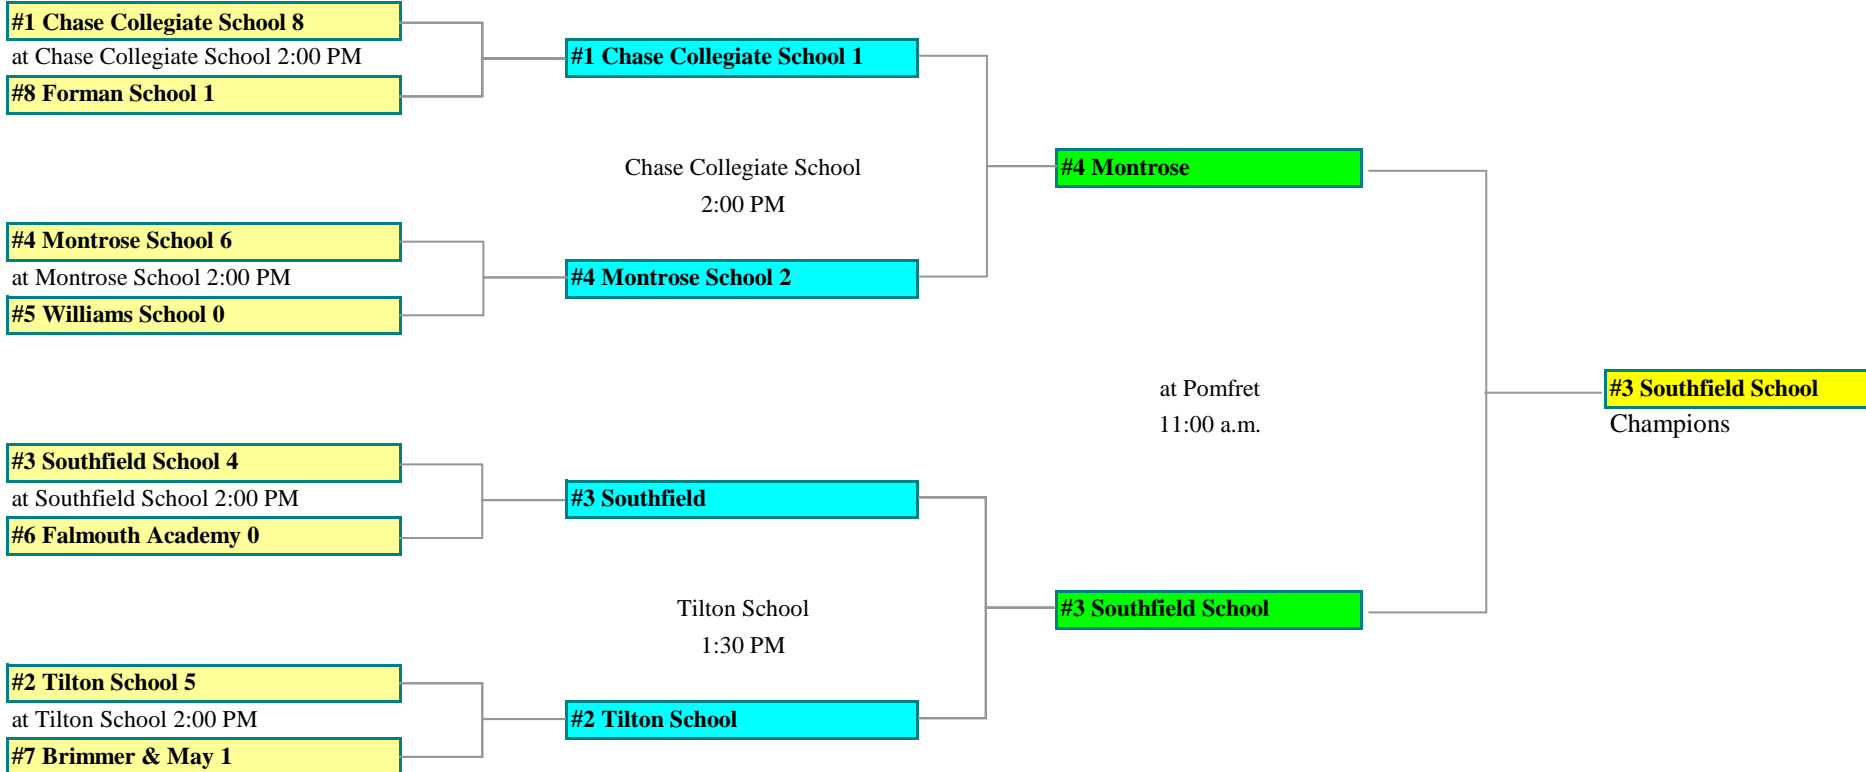 #1 Chase Collegiate School 8
at Chase Collegiate School 2:00 PM
#8 Forman School 1
#4 Montrose School 6
at Montrose School 2:00 PM
#5 Williams School 0
#3 Southfield School 4
at Southfield School 2:00 PM
#6 Falmouth Academy 0
#2 Tilton School 5
at Tilton School 2:00 PM
#7 Brimmer & May 1
#1 Chase Collegiate School 1
Chase Collegiate School
2:00 PM
#4 Montrose School 2
#3 Southfield
Tilton School
1:30 PM
#2 Tilton School
#4 Montrose
at Pomfret
11:00 a.m.
#3 Southfield School
#3 Southfield School
Champions